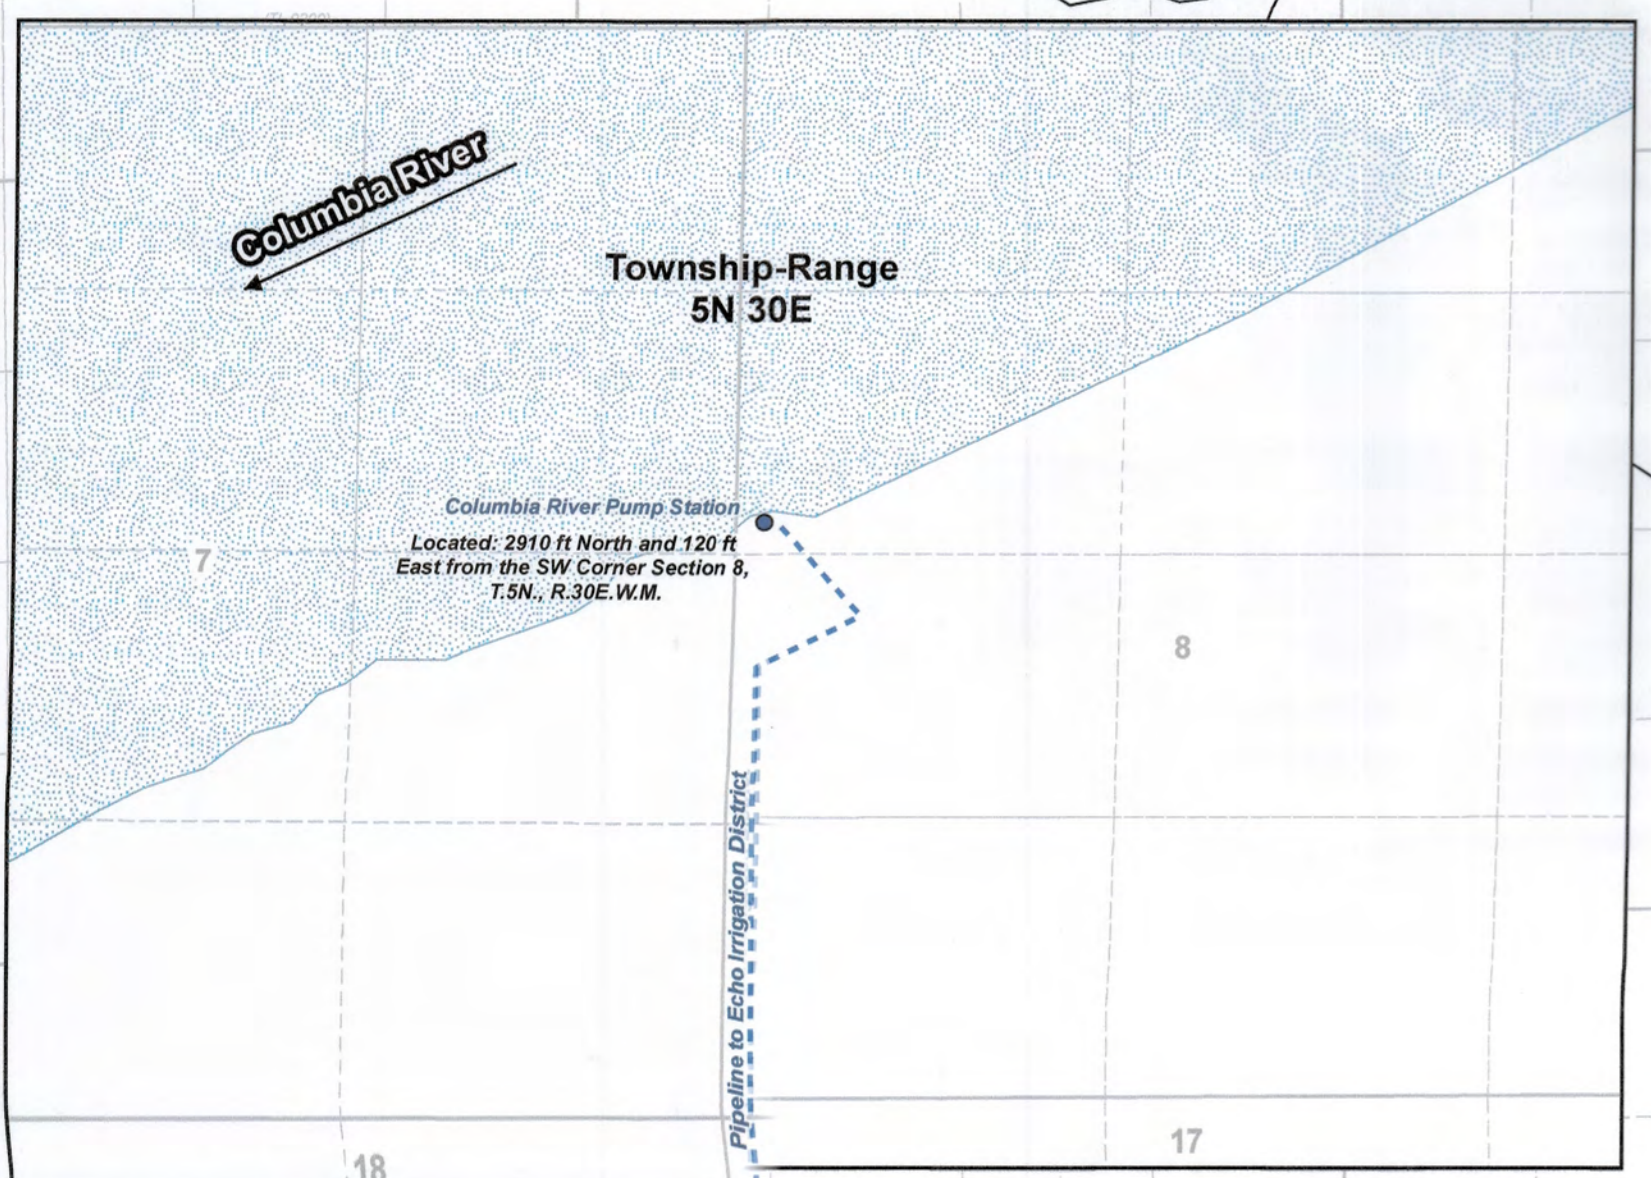 Columbia River
Township-Range
5N 30E
Columbia River Pump Station
Located: 2910 ft North and 120 ft
East from the SW Corner Section 8,
T.5N., R.30E.W.M.
7
8
Pipeline to Echo Irrigation District
17
18